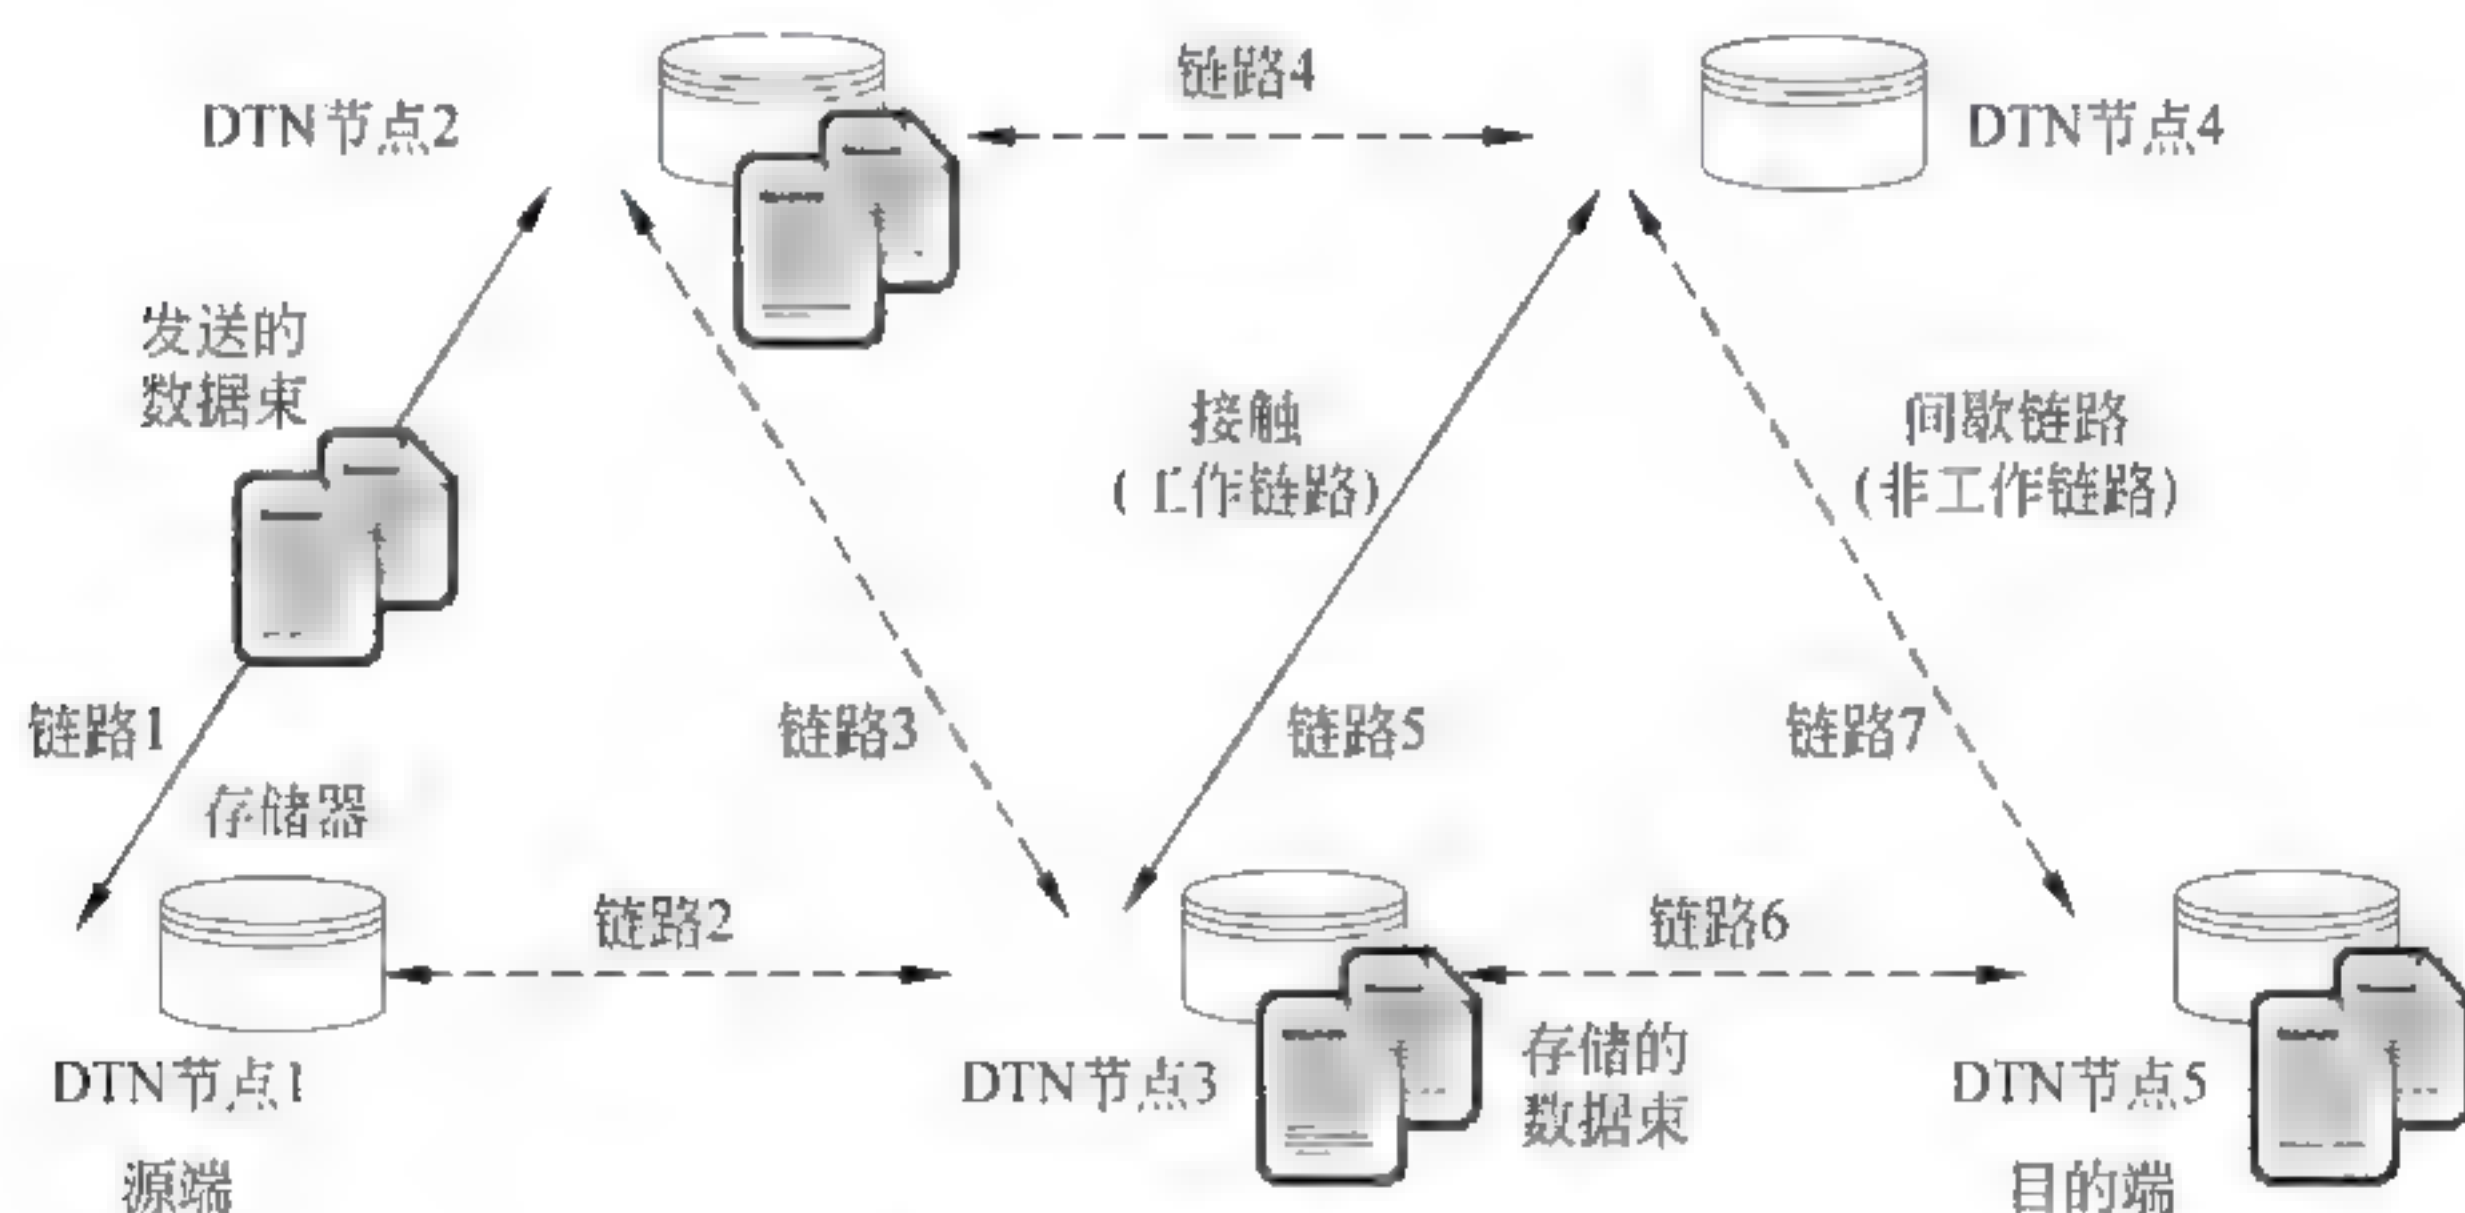 链路4
DTN节点2
DTN节点4
发送的
数据束
接触
(工作链路)
间歇链路
(非工作链路)
链路1
链路3
链路5
链路7
存储器
链路2
链路6
DTN节点1
DTN节点3
存储的
数据束
DTN节点5
源端
目的端